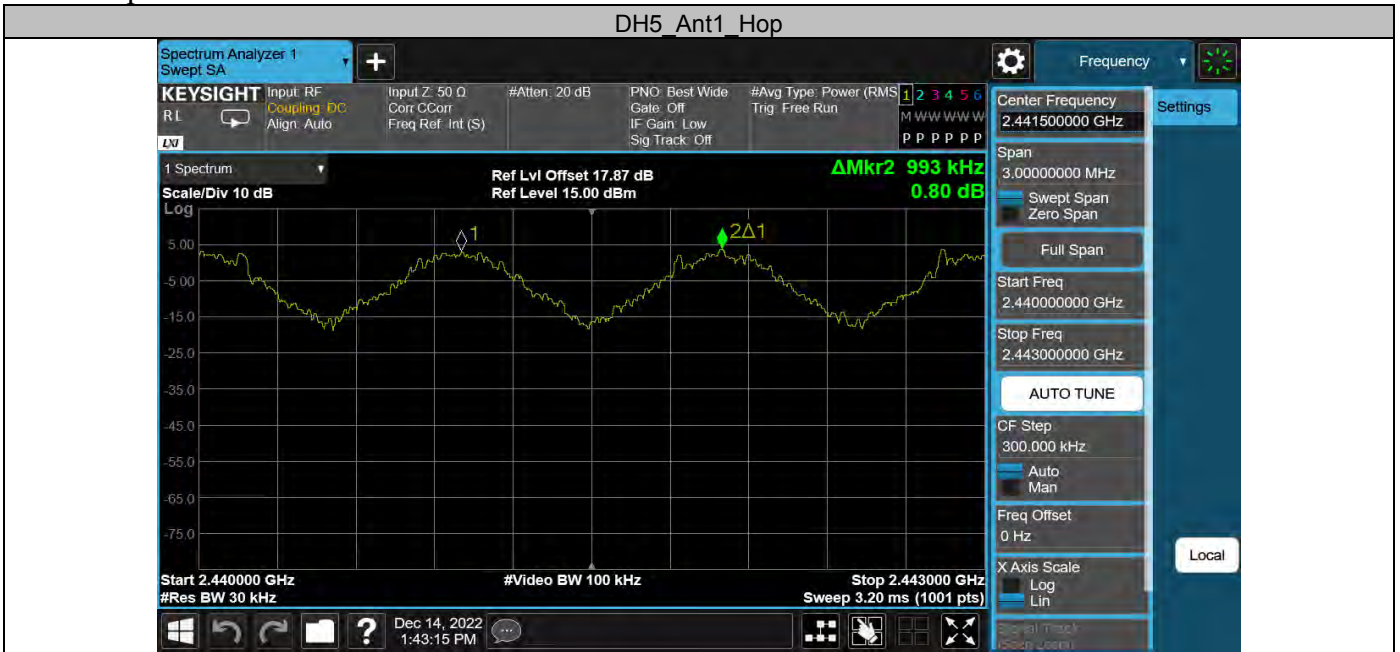 DH5_Ant1_Hop
Spectrum Analyzer 1
Swept SA
Frequency
KEYSIGHT
RL
LXI
Input: RF
Coupling: DC
Align: Auto
Input Z: 50 Ω
Corr CCorr
Freq Ref: Int (S)
#Atten: 20 dB
PNO: Best Wide
Gate: Off
IF Gain: Low
Sig Track: Off
#Avg Type: Power (RMS
Trig: Free Run
1 2 3 4 5 6
M W W W W W
P P P P P P
1 Spectrum
Scale/Div 10 dB
Ref Lvl Offset 17.87 dB
Ref Level 15.00 dBm
ΔMkr2 993 kHz
0.80 dB
Log
1
2Δ1
5.00
-5.00
-15.0
-25.0
-35.0
-45.0
-55.0
-65.0
-75.0
Start 2.440000 GHz
#Res BW 30 kHz
#Video BW 100 kHz
Stop 2.443000 GHz
Sweep 3.20 ms (1001 pts)
Dec 14, 2022
1:43:15 PM
Center Frequency
2.441500000 GHz
Settings
Span
3.00000000 MHz
Swept Span
Zero Span
Full Span
Start Freq
2.440000000 GHz
Stop Freq
2.443000000 GHz
AUTO TUNE
CF Step
300.000 kHz
Auto
Man
Freq Offset
0 Hz
Local
X Axis Scale
Log
Lin